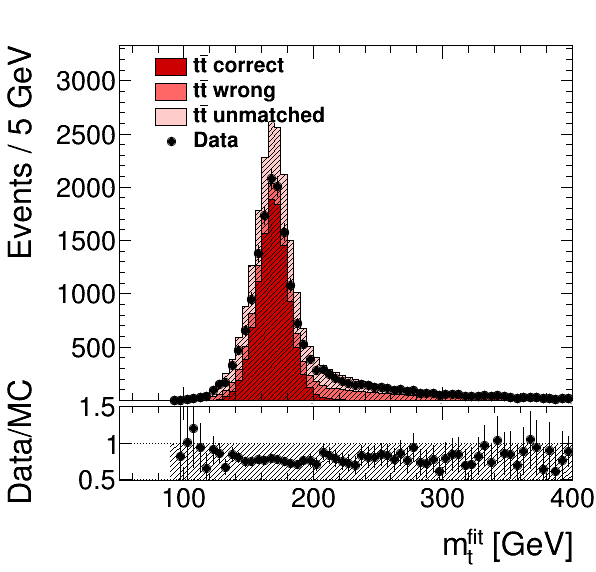 Events / 5 GeV
3000
2500
2000
1500
1000
500
tt̄ correct
tt̄ wrong
tt̄ unmatched
Data
Data/MC
1.5
1
0.5
100 200 300 400
m_t^fit [GeV]